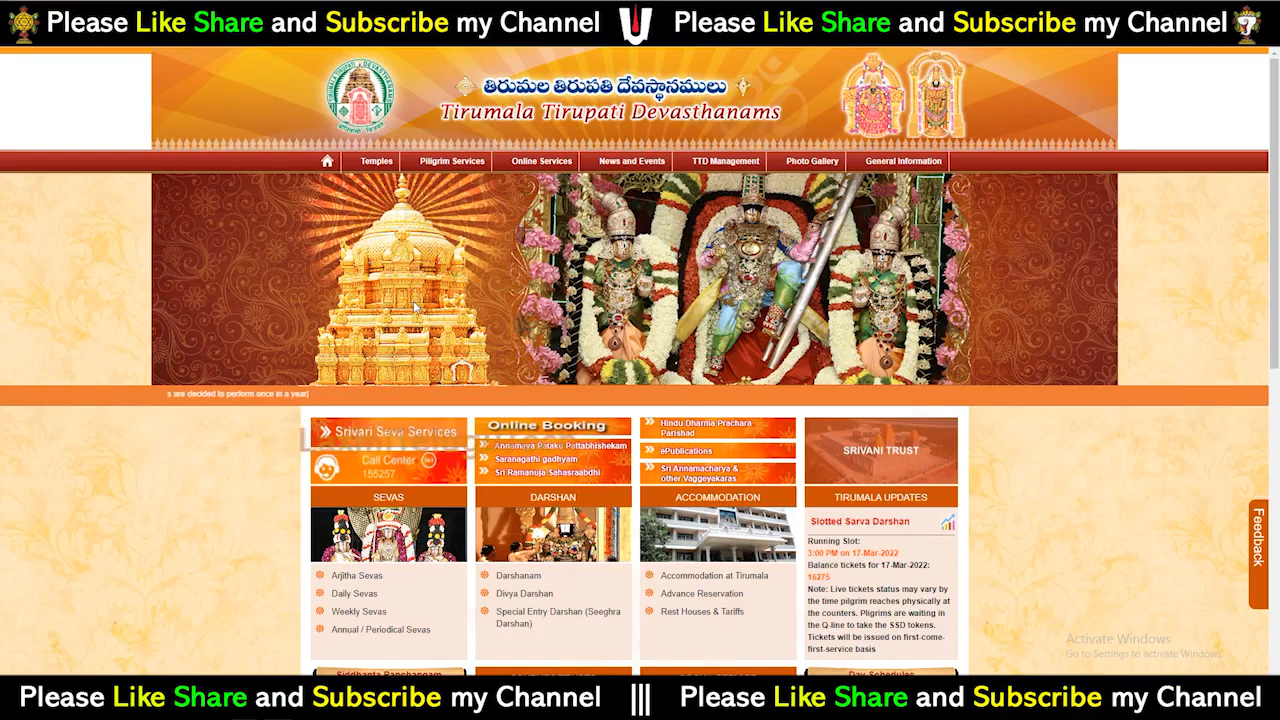 Please Like Share and Subscribe my Channel
Please Like Share and Subscribe my Channel
తిరుమల తిరుపతి దేవస్థానములు
Tirumala Tirupati Devasthanams
Temples
Piligrim Services
Online Services
News and Events
TTD Management
Photo Gallery
General Information
s are decided to perform once in a year|
Srivari Seva Services
Call Center
155257
Online Booking
Annamaya Pataku Pattabhishekam
Saranagathi gadhyam
Sri Ramanuja Sahasraabdhi
Hindu Dharma Prachara
Parishad
ePublications
Sri Annamacharya &
other Vaggeyakaras
SRIVANI TRUST
SEVAS
Arjitha Sevas
Daily Sevas
Weekly Sevas
Annual / Periodical Sevas
DARSHAN
Darshanam
Divya Darshan
Special Entry Darshan (Seeghra
Darshan)
ACCOMMODATION
Accommodation at Tirumala
Advance Reservation
Rest Houses & Tariffs
TIRUMALA UPDATES
Slotted Sarva Darshan
Running Slot:
3:00 PM on 17-Mar-2022
Balance tickets for 17-Mar-2022:
16275
Note: Live tickets status may vary by
the time pilgrim reaches physically at
the counters. Pligrims are waiting in
the Q-line to take the SSD tokens.
Tickets will be issued on first-come-
first-service basis
Feedback
Activate Windows
Go to Settings to activate Windows.
Siddhanta Panchangam
Day Schedules
Please Like Share and Subscribe my Channel
|||
Please Like Share and Subscribe my Channel